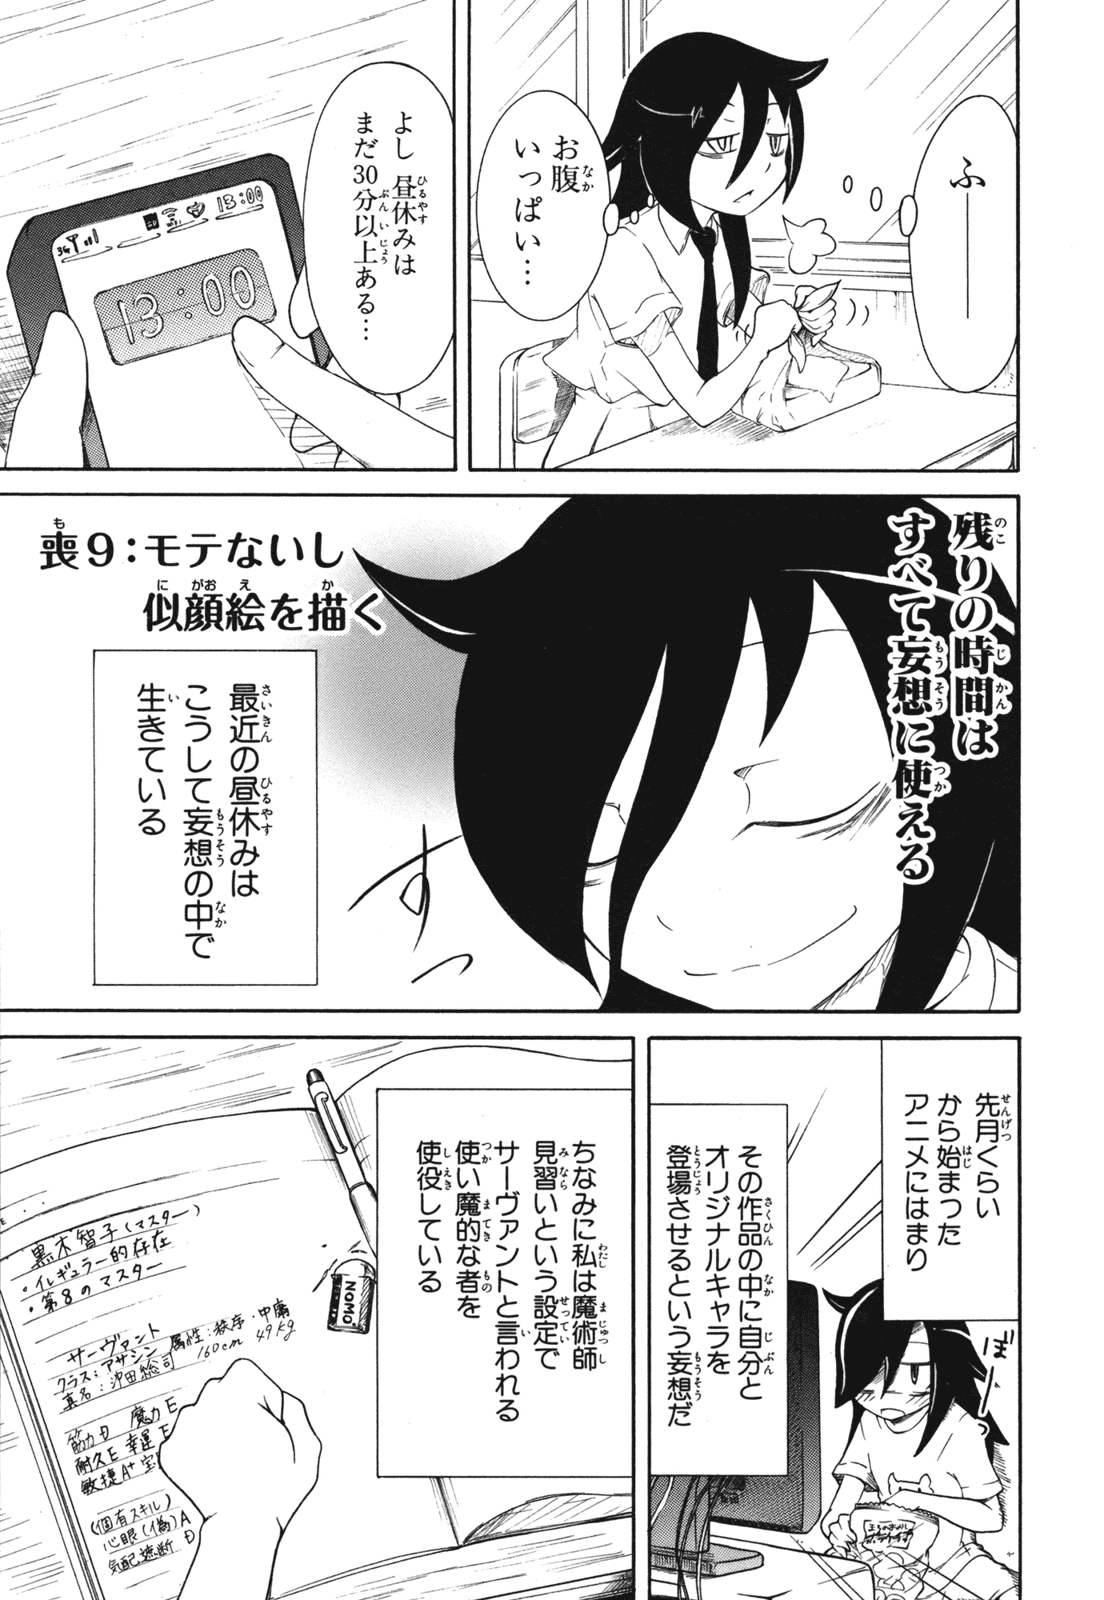 ふ――――
お腹
いっぱい…
よし 昼休みは
まだ30分以上ある…
13:00
3G
13:00
残りの時間は
すべて妄想に使える
喪9:モテないし
似顔絵を描く
す
最近の昼休みは
こうして妄想の中で
生きている
先月くらい
から始まった
アニメにはまり
ぼーっ
その作品の中に自分と
オリジナルキャラを
登場させるという妄想だ
ちなみに私は魔術師
見習いという設定で
サーヴァントと言われる
使い魔的な者を
使役している
NOMO
黒木智子(マスター)
・イレギュラー的存在
・第8のマスター
サーヴァント
クラス:アサシン 属性:秩序・中庸
真名:沖田総司 160cm 49kg
筋力D 魔力E
耐久E 幸運E
敏捷A+ 宝
(固有スキル)
心眼(偽)A
気配遮断 D